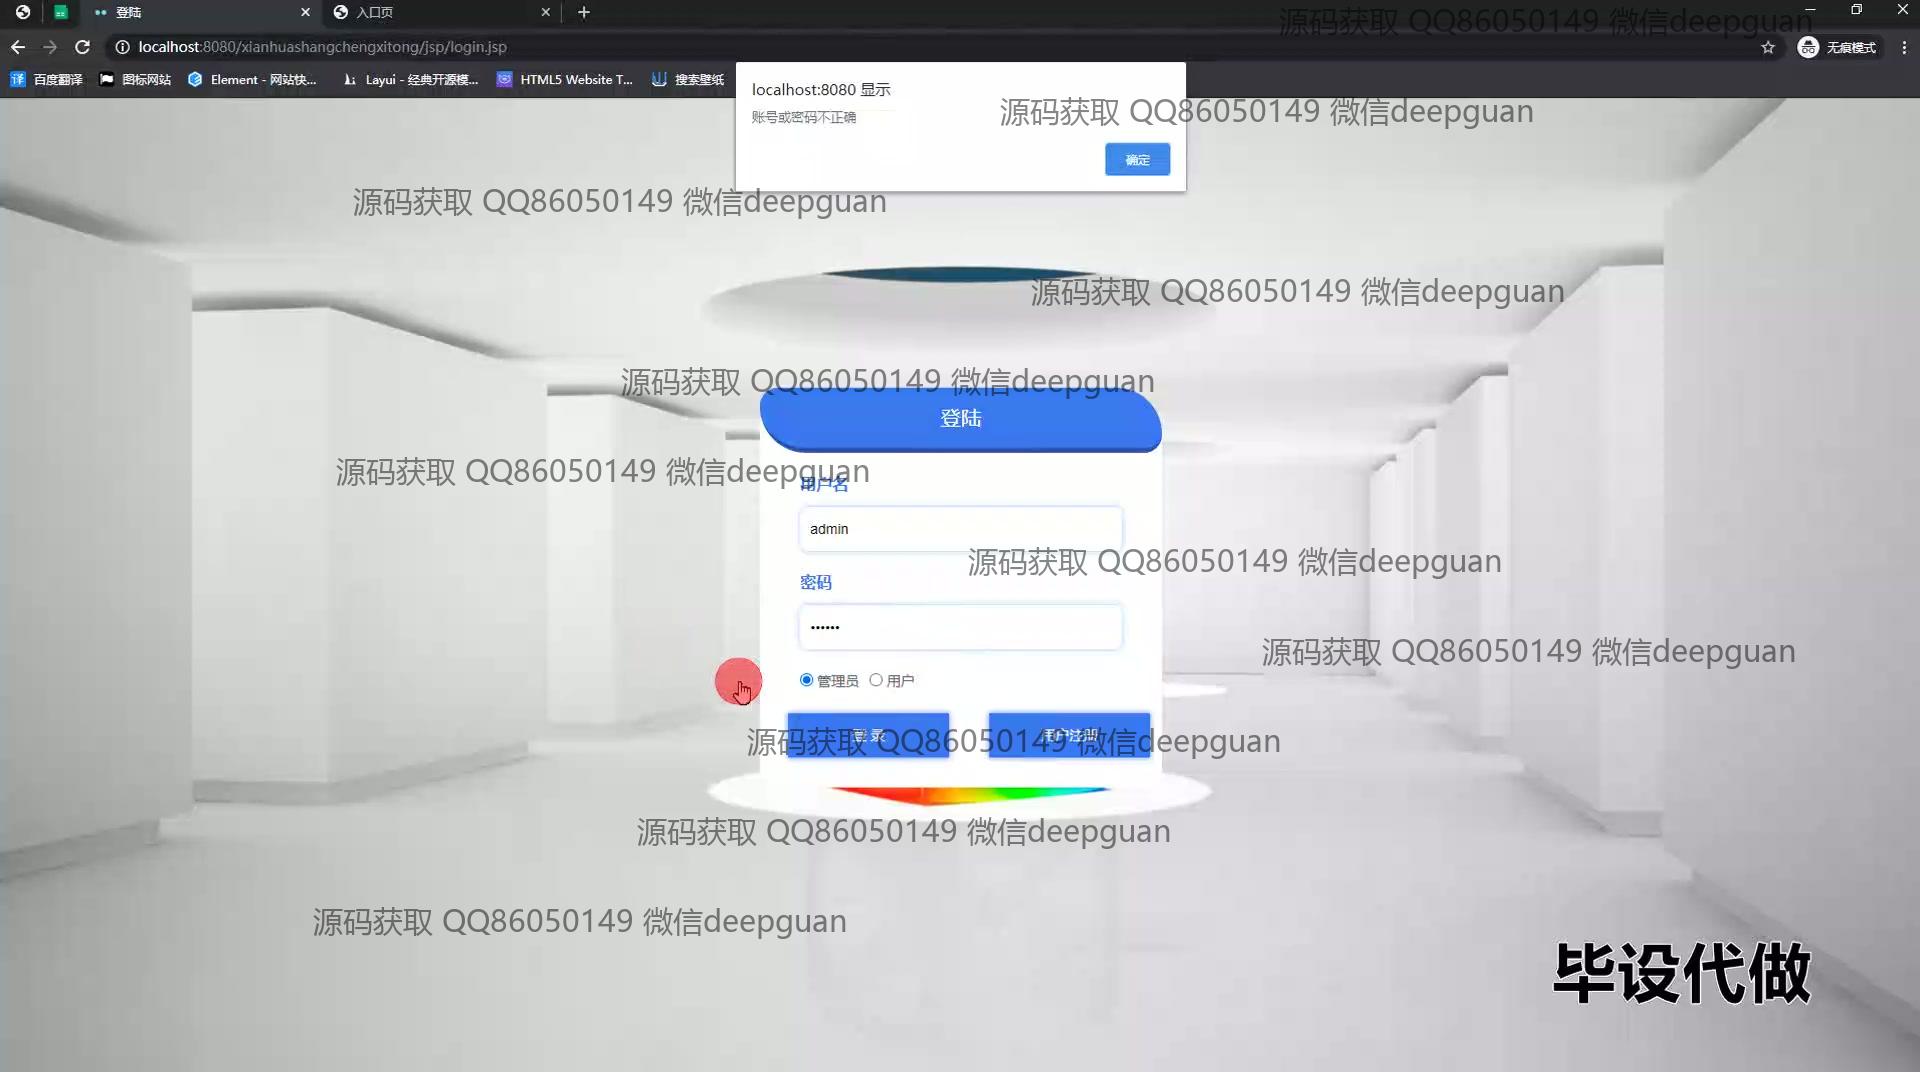 登陆
入口页
源码获取 QQ86050149 微信deepguan
localhost:8080/xianhuashangchengxitong/jsp/login.jsp
无痕模式
百度翻译
图标网站
Element - 网站快...
Layui - 经典开源模...
HTML5 Website T...
搜索壁纸
localhost:8080 显示
账号或密码不正确
源码获取 QQ86050149 微信deepguan
确定
源码获取 QQ86050149 微信deepguan
源码获取 QQ86050149 微信deepguan
源码获取 QQ86050149 微信deepguan
登陆
源码获取 QQ86050149 微信deepguan
用户名
admin
源码获取 QQ86050149 微信deepguan
密码
源码获取 QQ86050149 微信deepguan
管理员
用户
登录
用户注册
源码获取 QQ86050149 微信deepguan
源码获取 QQ86050149 微信deepguan
源码获取 QQ86050149 微信deepguan
毕设代做